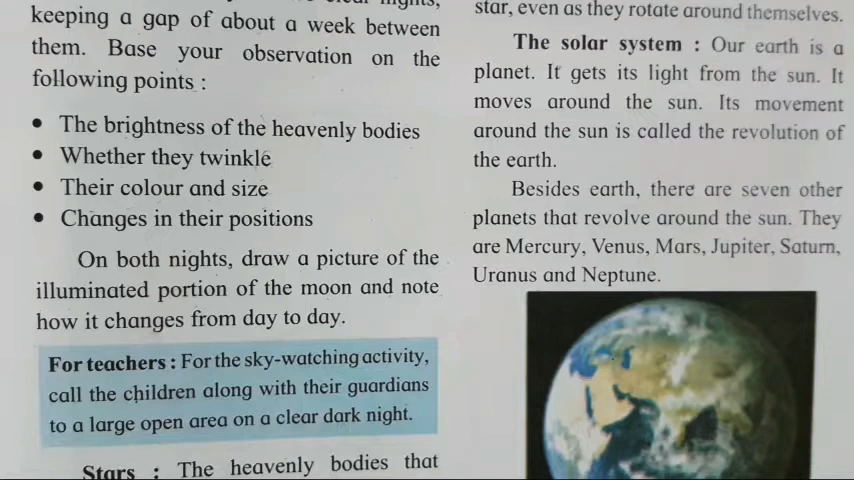 keeping a gap of about a week between
them. Base your observation on the
following points :
• The brightness of the heavenly bodies
• Whether they twinkle
• Their colour and size
• Changes in their positions
On both nights, draw a picture of the
illuminated portion of the moon and note
how it changes from day to day.
For teachers : For the sky-watching activity,
call the children along with their guardians
to a large open area on a clear dark night.
Stars : The heavenly bodies that
star, even as they rotate around themselves.
The solar system : Our earth is a
planet. It gets its light from the sun. It
moves around the sun. Its movement
around the sun is called the revolution of
the earth.
Besides earth, there are seven other
planets that revolve around the sun. They
are Mercury, Venus, Mars, Jupiter, Saturn,
Uranus and Neptune.